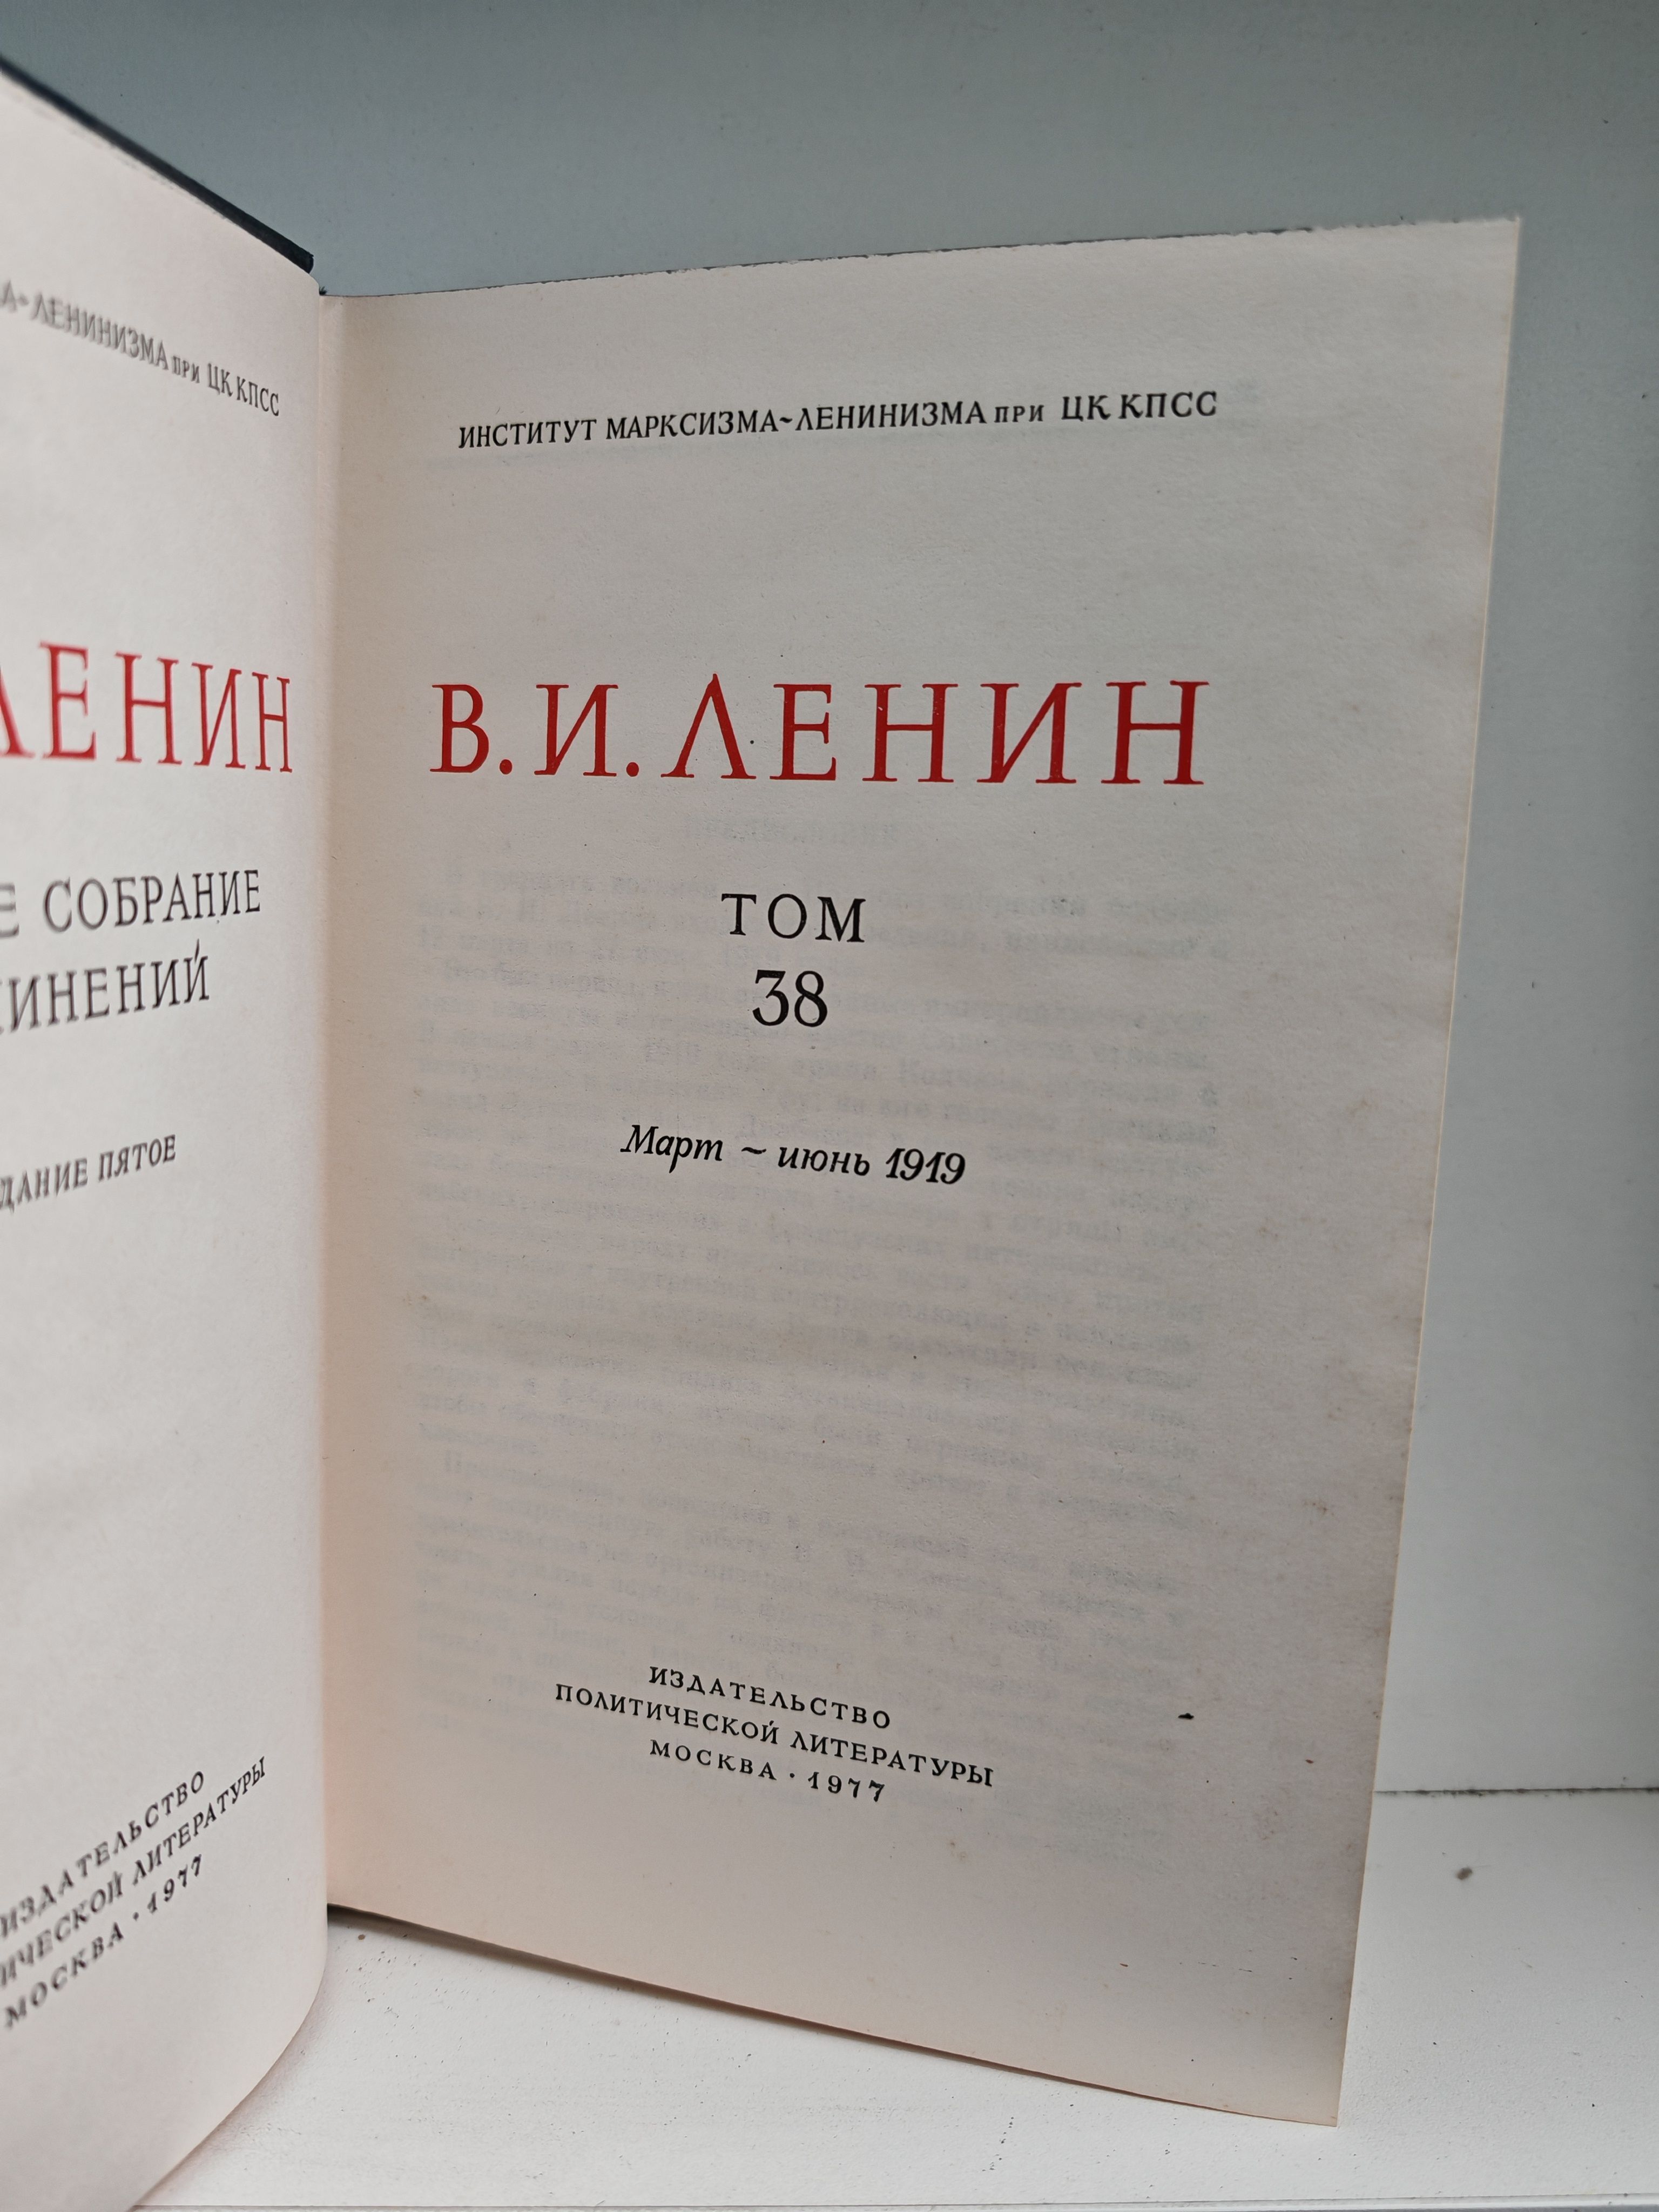 А~ЛЕНИНИЗМА при ЦК КПСС
ЛЕНИН
Е СОБРАНИЕ
ИНЕНИЙ
ДАНИЕ ПЯТОЕ
ИЗДАТЕЛЬСТВО
ИЧЕСКОЙ ЛИТЕРАТУРЫ
МОСКВА · 1977
ИНСТИТУТ МАРКСИЗМА~ЛЕНИНИЗМА при ЦК КПСС
В. И. ЛЕНИН
ТОМ
38
Март ~ июнь 1919
ИЗДАТЕЛЬСТВО
ПОЛИТИЧЕСКОЙ ЛИТЕРАТУРЫ
МОСКВА · 1977